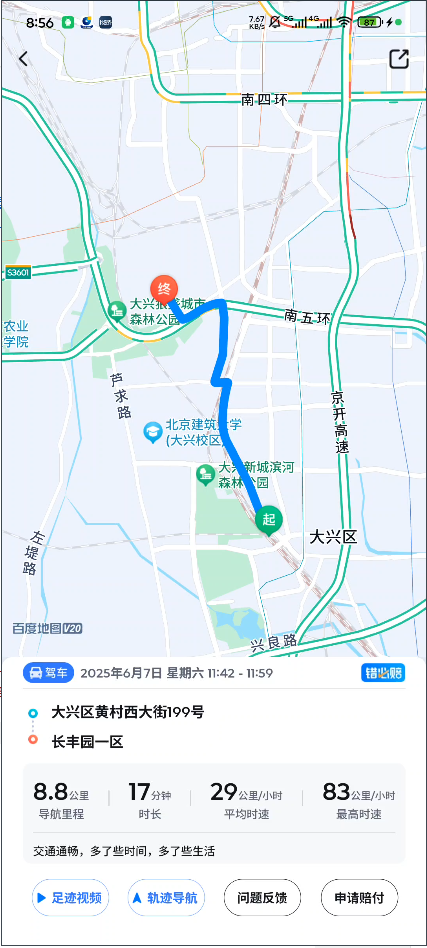 8:56
7.67
KB/s
5G
4G
87
南四环
S3601
终
大兴狼垡城市
森林公园
农业
学院
南五环
芦求路
京开高速
北京建筑大学
(大兴校区)
大兴新城滨河
森林公园
起
大兴区
左堤路
兴良路
百度地图V20
驾车 2025年6月7日 星期六 11:42 - 11:59
错必赔
大兴区黄村西大街199号
长丰园一区
8.8公里 17分钟 29公里/小时 83公里/小时
导航里程 时长 平均时速 最高时速
交通通畅，多了些时间，多了些生活
足迹视频 轨迹导航 问题反馈 申请赔付